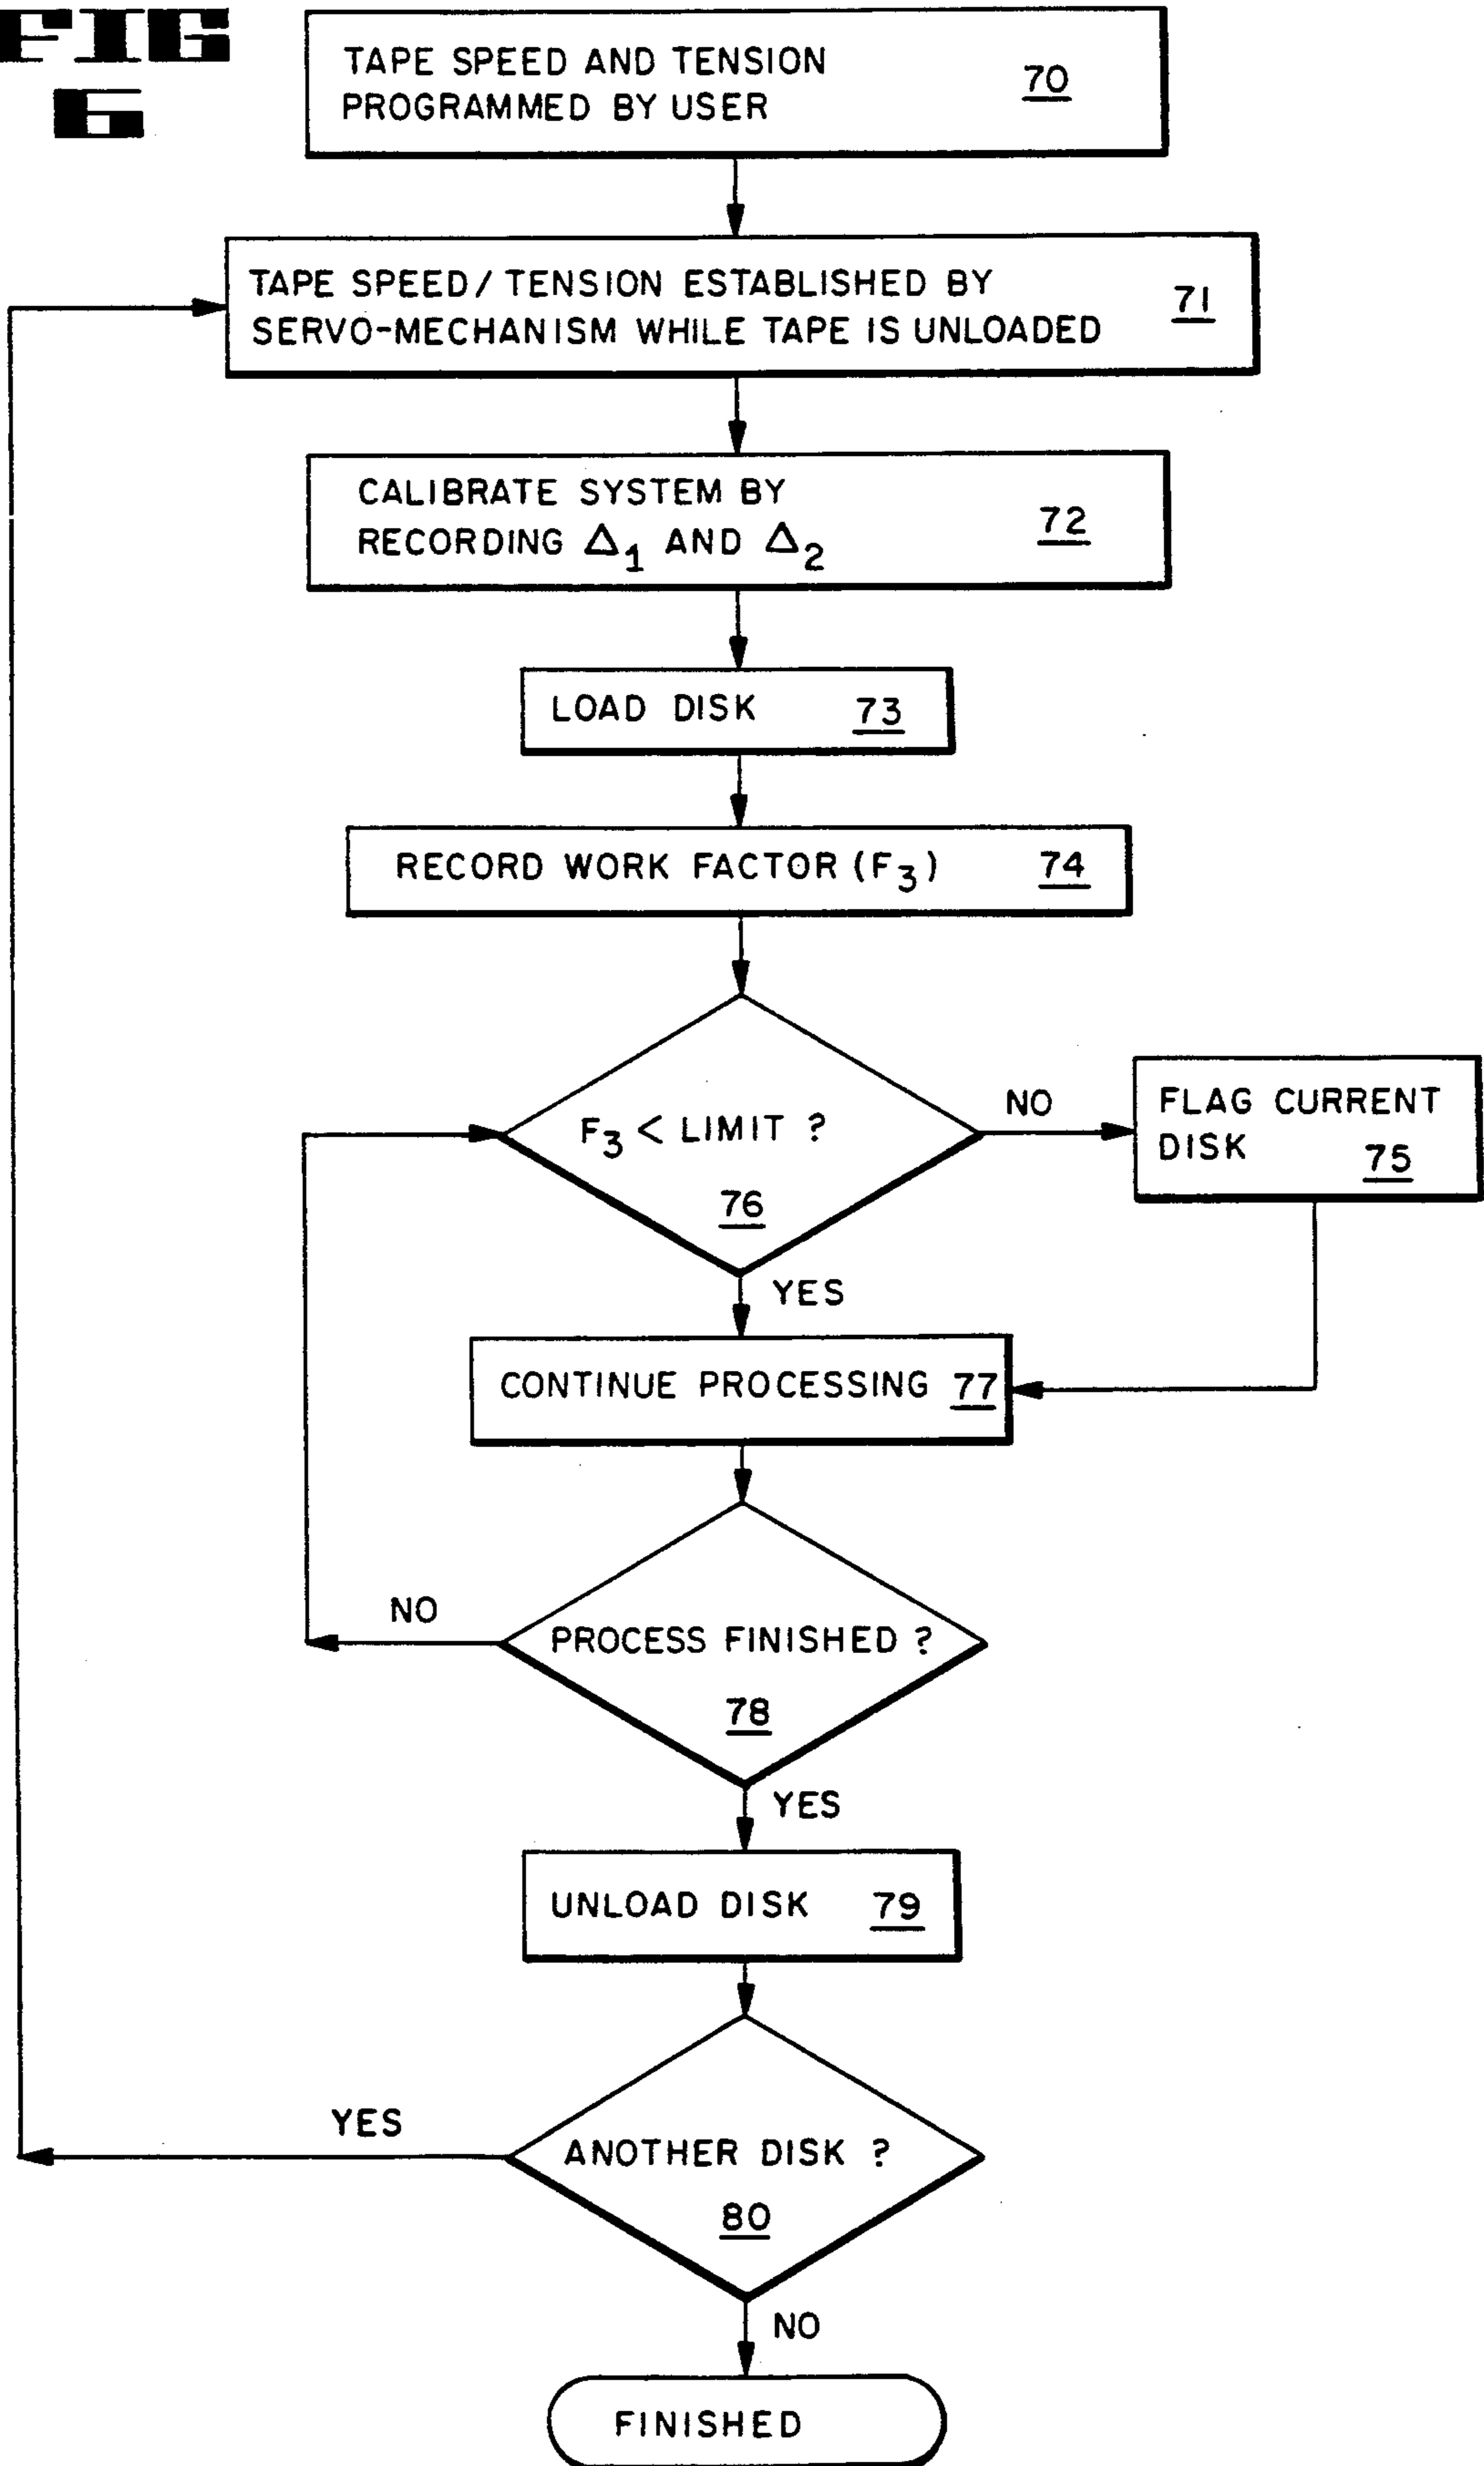 FIG
6
TAPE SPEED AND TENSION
PROGRAMMED BY USER
70
TAPE SPEED/TENSION ESTABLISHED BY
SERVO-MECHANISM WHILE TAPE IS UNLOADED
71
CALIBRATE SYSTEM BY
RECORDING Δ1 AND Δ2
72
LOAD DISK 73
RECORD WORK FACTOR (F3) 74
F3 < LIMIT ?
76
NO
FLAG CURRENT
DISK 75
YES
CONTINUE PROCESSING 77
PROCESS FINISHED ?
78
NO
YES
UNLOAD DISK 79
ANOTHER DISK ?
80
YES
NO
FINISHED